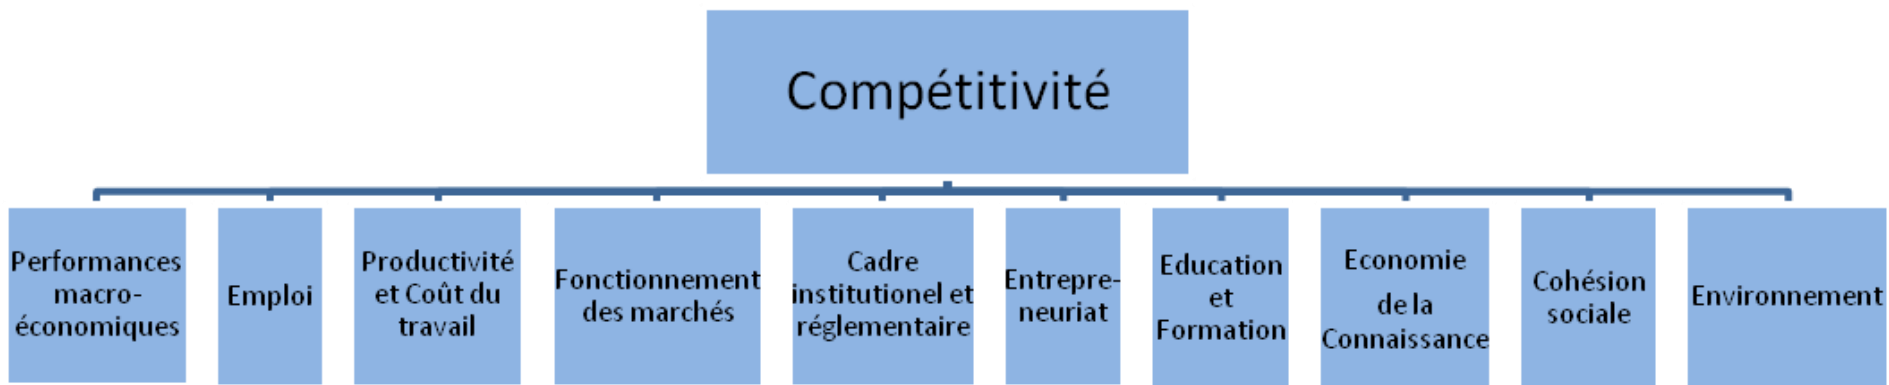 Compétitivité
Performances
macro-
économiques
Emploi
Productivité
et Coût du
travail
Fonctionnement
des marchés
Cadre
institutionel et
réglementaire
Entrepre-
neuriat
Education
et
Formation
Economie
de la
Connaissance
Cohésion
sociale
Environnement